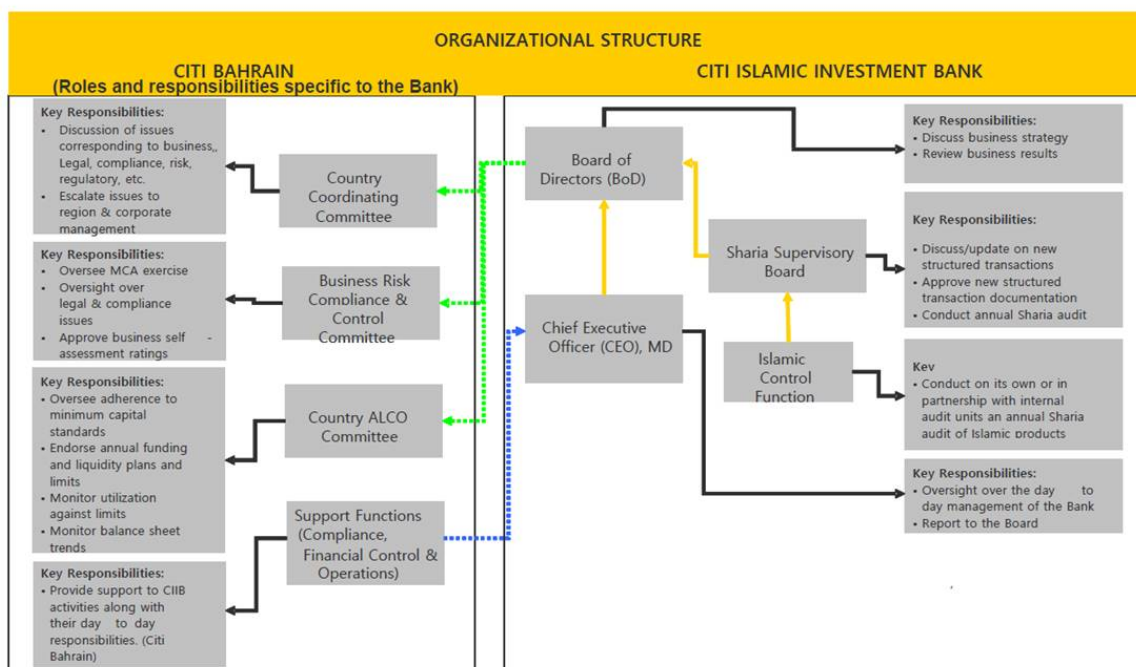 ORGANIZATIONAL STRUCTURE
CITI BAHRAIN
(Roles and responsibilities specific to the Bank)
Key Responsibilities:
• Discussion of issues
corresponding to business,,
Legal, compliance, risk,
regulatory, etc.
• Escalate issues to
region & corporate
management
Country
Coordinating
Committee
Key Responsibilities:
• Oversee MCA exercise
• Oversight over
legal & compliance
issues
• Approve business self -
assessment ratings
Business Risk
Compliance &
Control
Committee
Key Responsibilities:
• Oversee adherence to
minimum capital
standards
• Endorse annual funding
and liquidity plans and
limits
• Monitor utilization
against limits
• Monitor balance sheet
trends
Country ALCO
Committee
Support Functions
(Compliance,
Financial Control &
Operations)
Key Responsibilities:
• Provide support to CIIB
activities along with
their day to day
responsibilities. (Citi
Bahrain)
CITI ISLAMIC INVESTMENT BANK
Board of
Directors (BoD)
Key Responsibilities:
• Discuss business strategy
• Review business results
Sharia Supervisory
Board
Key Responsibilities:
• Discuss/update on new
structured transactions
• Approve new structured
transaction documentation
• Conduct annual Sharia audit
Chief Executive
Officer (CEO), MD
Islamic
Control
Function
Kev
• Conduct on its own or in
partnership with internal
audit units an annual Sharia
audit of Islamic products
Key Responsibilities:
• Oversight over the day to
day management of the Bank
• Report to the Board